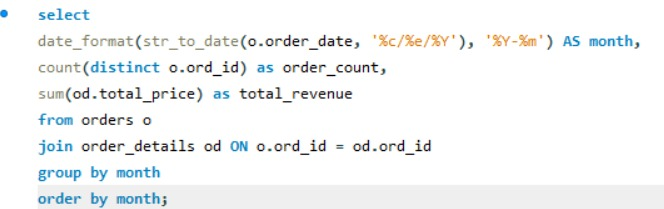 select
date_format(str_to_date(o.order_date, '%c/%e/%Y'), '%Y-%m') AS month,
count(distinct o.ord_id) as order_count,
sum(od.total_price) as total_revenue
from orders o
join order_details od ON o.ord_id = od.ord_id
group by month
order by month;